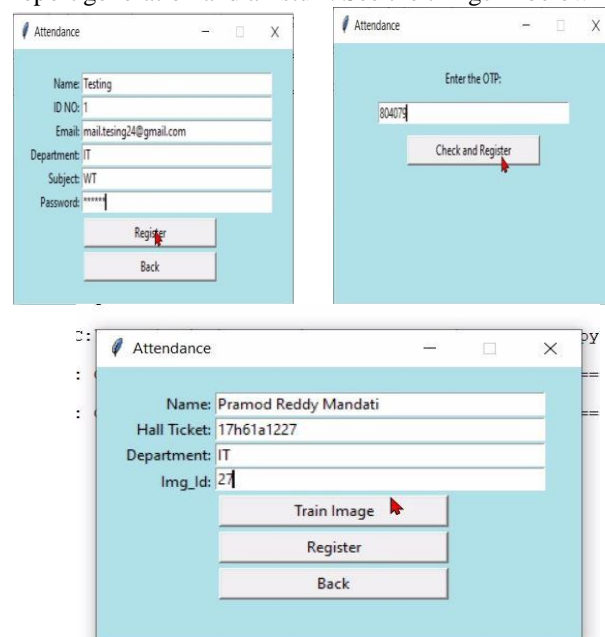 Attendance
Name: Testing
ID NO: 1
Email: mail.tesing24@gmail.com
Department: IT
Subject: WT
Password: ******
Register
Back
Attendance
Enter the OTP:
804079
Check and Register
Attendance
Name: Pramod Reddy Mandati
Hall Ticket: 17h61a1227
Department: IT
Img_Id: 27
Train Image
Register
Back